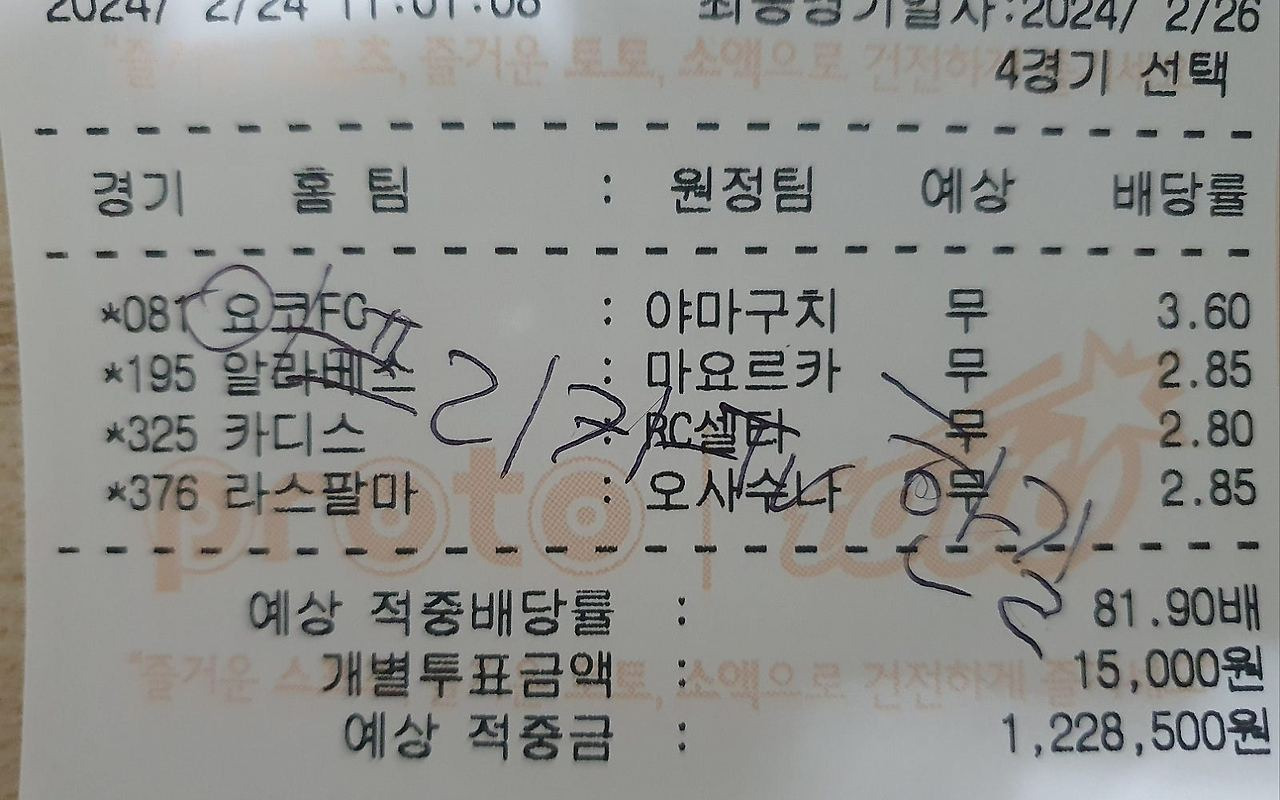 2024/ 2/24 11:01:08 최종경기일자:2024/ 2/26
4경기 선택
경기 홈 팀 : 원정팀 예상 배당률
*081 요코FC : 야마구치 무 3.60
*195 알라베스 : 마요르카 무 2.85
*325 카디스 : RC셀타 무 2.80
*376 라스팔마 : 오사수나 무 2.85
proto
예상 적중배당률 : 81.90배
개별투표금액 : 15,000원
예상 적중금 : 1,228,500원